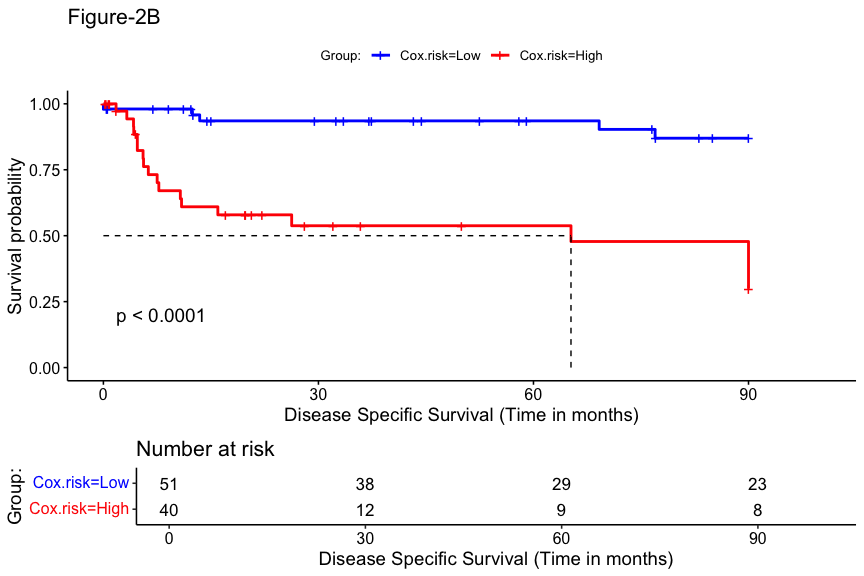 Figure-2B
Group: Cox.risk=Low Cox.risk=High
Survival probability
1.00
0.75
0.50
0.25
0.00
p < 0.0001
0 30 60 90
Disease Specific Survival (Time in months)
Number at risk
Group:
Cox.risk=Low 51 38 29 23
Cox.risk=High 40 12 9 8
0 30 60 90
Disease Specific Survival (Time in months)